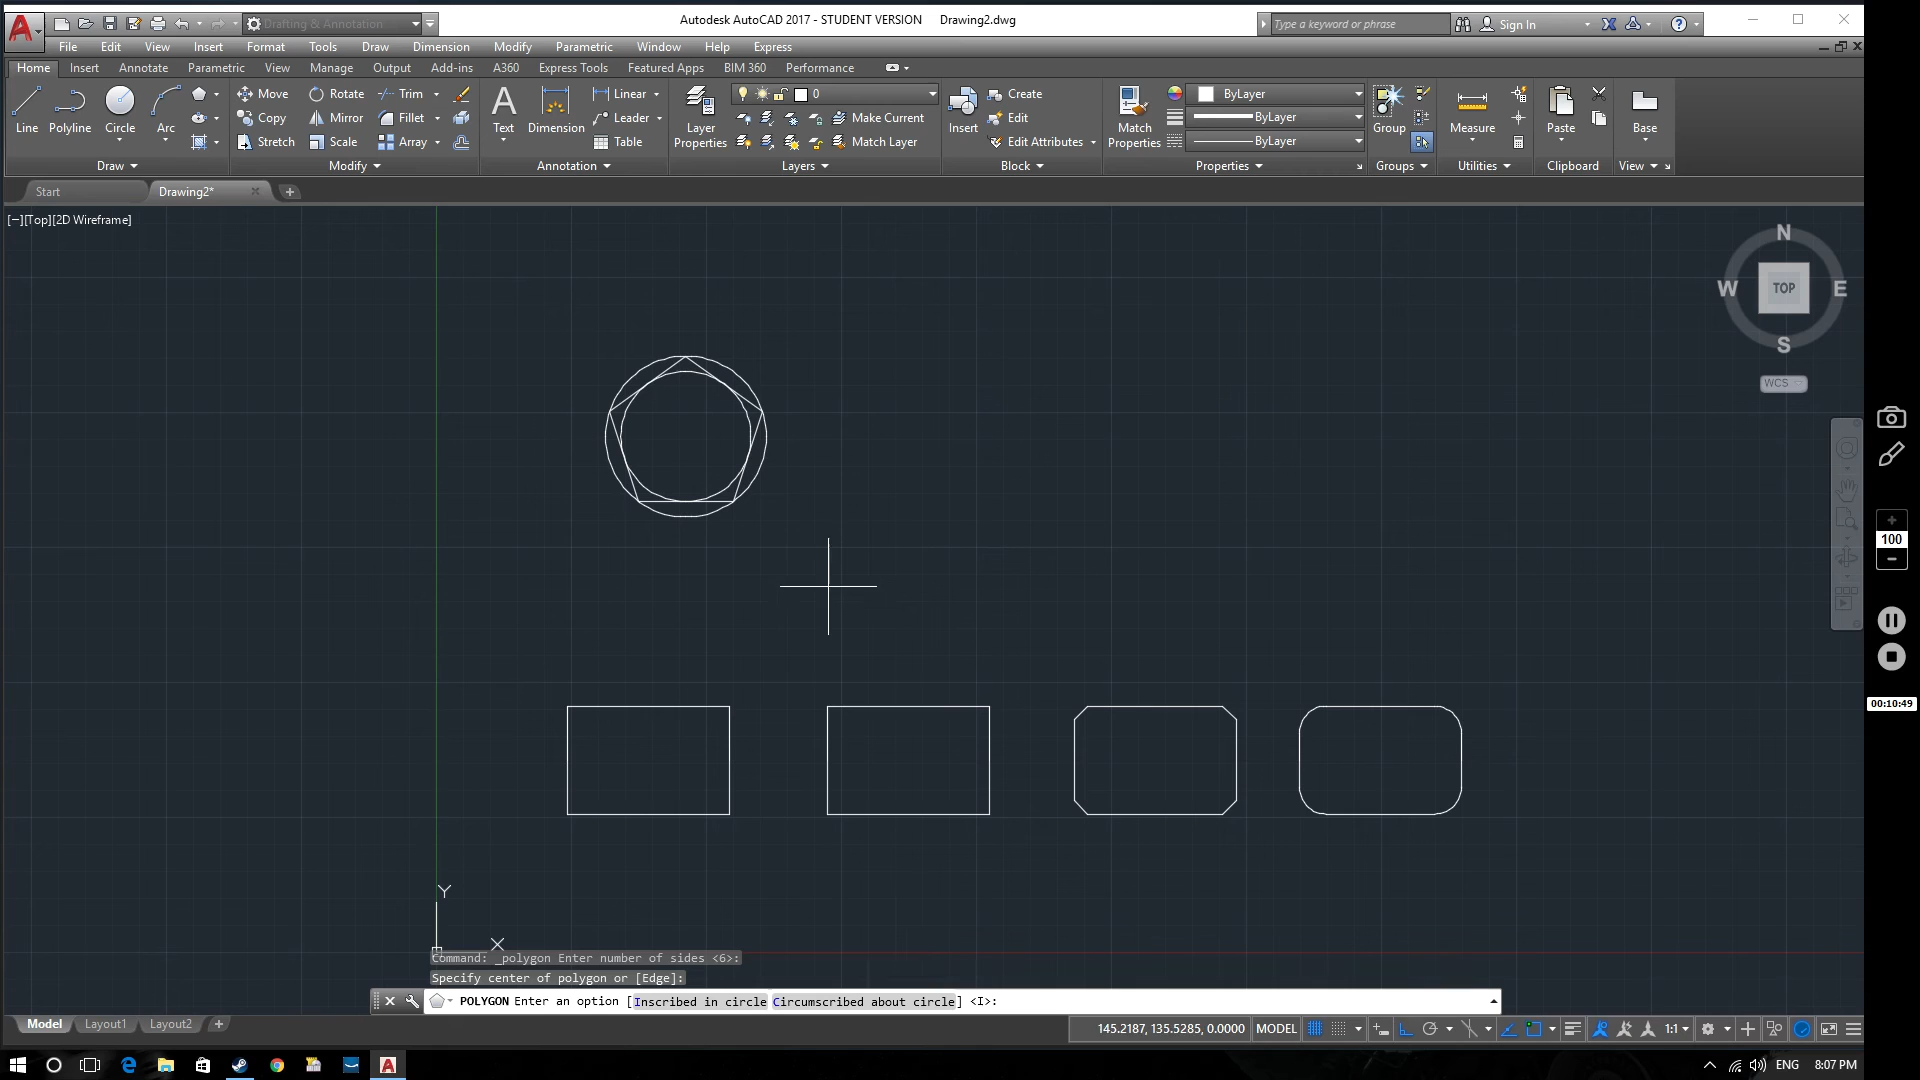 Drafting & Annotation
Autodesk AutoCAD 2017 - STUDENT VERSION Drawing2.dwg
Type a keyword or phrase
Sign In
File Edit View Insert Format Tools Draw Dimension Modify Parametric Window Help Express
Home Insert Annotate Parametric View Manage Output Add-ins A360 Express Tools Featured Apps BIM 360 Performance
Line Polyline Circle Arc
Move Rotate Trim
Copy Mirror Fillet
Stretch Scale Array
Text Dimension
Linear
Leader
Table
Layer Properties
0
Make Current
Match Layer
Insert
Create
Edit
Edit Attributes
Match Properties
ByLayer
ByLayer
ByLayer
Group
Measure
Paste
Base
Draw Modify Annotation Layers Block Properties Groups Utilities Clipboard View
Start Drawing2*
[−][Top][2D Wireframe]
N
W TOP E
S
WCS
100
00:10:49
Y
X
Command: _polygon Enter number of sides <6>:
Specify center of polygon or [Edge]:
POLYGON Enter an option [Inscribed in circle Circumscribed about circle] <I>:
Model Layout1 Layout2
145.2187, 135.5285, 0.0000 MODEL 1:1
ENG 8:07 PM